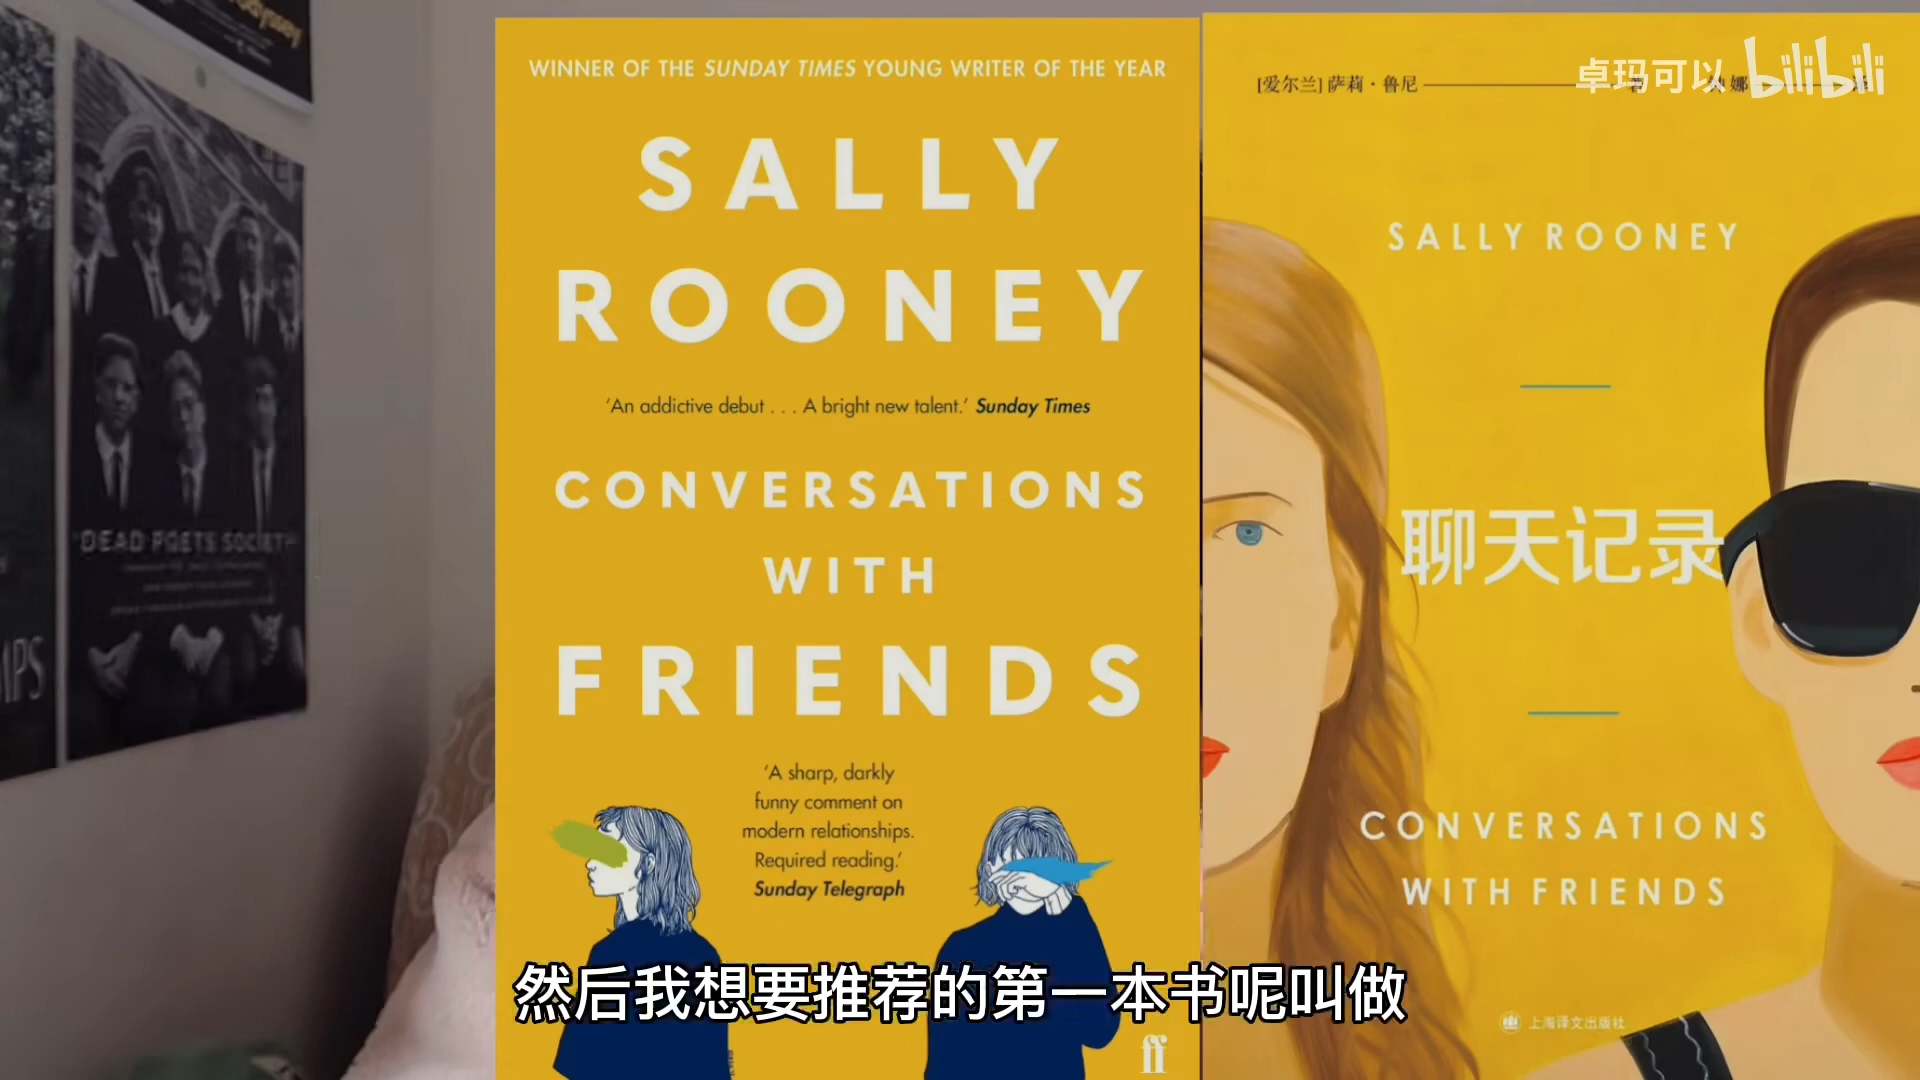 WINNER OF THE SUNDAY TIMES YOUNG WRITER OF THE YEAR
SALLY
ROONEY
'An addictive debut . . . A bright new talent.' Sunday Times
CONVERSATIONS
WITH
FRIENDS
'A sharp, darkly
funny comment on
modern relationships.
Required reading.'
Sunday Telegraph
ff
[爱尔兰] 萨莉·鲁尼
卓玛可以 bilibili
SALLY ROONEY
聊天记录
CONVERSATIONS
WITH FRIENDS
上海译文出版社
DEAD POETS SOCIETY
然后我想要推荐的第一本书呢叫做